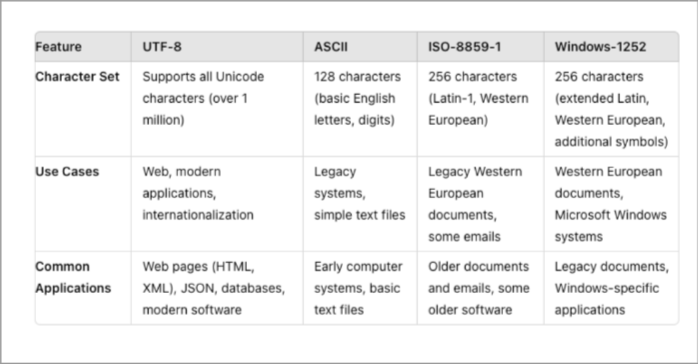 Feature UTF-8 ASCII ISO-8859-1 Windows-1252
Character Set Supports all Unicode 128 characters 256 characters 256 characters
characters (over 1 (basic English (Latin-1, Western (extended Latin,
million) letters, digits) European) Western European,
additional symbols)
Use Cases Web, modern Legacy Legacy Western Western European
applications, systems, European documents,
internationalization simple text files documents, Microsoft Windows
some emails systems
Common Web pages (HTML, Early computer Older documents Legacy documents,
Applications XML), JSON, databases, systems, basic and emails, some Windows-specific
modern software text files older software applications